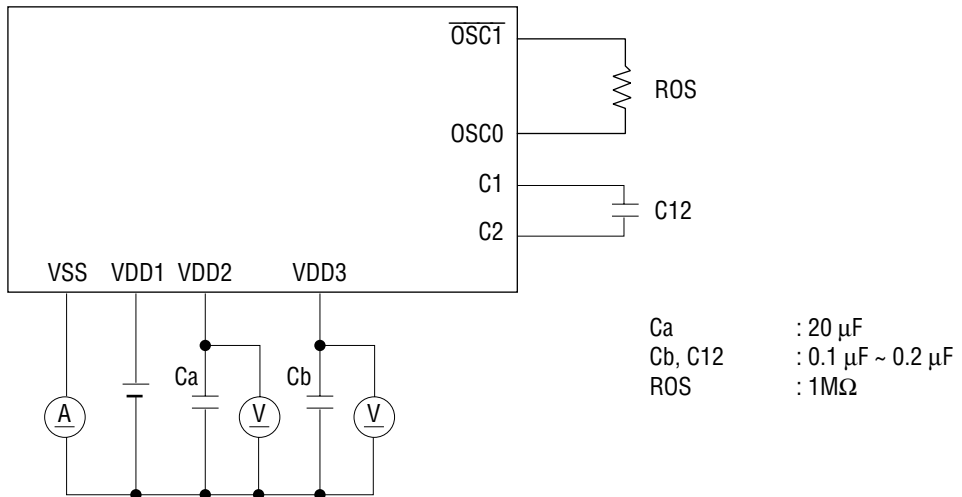 OSC1
ROS
OSC0
C1
C12
C2
VSS VDD1 VDD2 VDD3
Ca : 20 μF
Cb, C12 : 0.1 μF ~ 0.2 μF
ROS : 1MΩ
Ca Cb
A V V